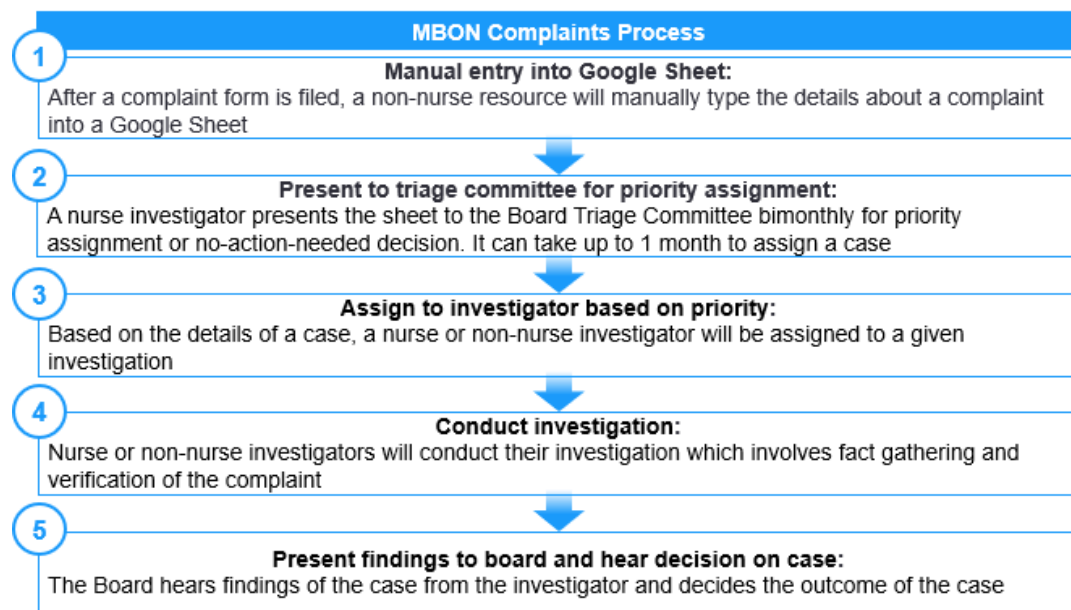 MBON Complaints Process
1
Manual entry into Google Sheet:
After a complaint form is filed, a non-nurse resource will manually type the details about a complaint
into a Google Sheet
2
Present to triage committee for priority assignment:
A nurse investigator presents the sheet to the Board Triage Committee bimonthly for priority
assignment or no-action-needed decision. It can take up to 1 month to assign a case
3
Assign to investigator based on priority:
Based on the details of a case, a nurse or non-nurse investigator will be assigned to a given
investigation
4
Conduct investigation:
Nurse or non-nurse investigators will conduct their investigation which involves fact gathering and
verification of the complaint
5
Present findings to board and hear decision on case:
The Board hears findings of the case from the investigator and decides the outcome of the case